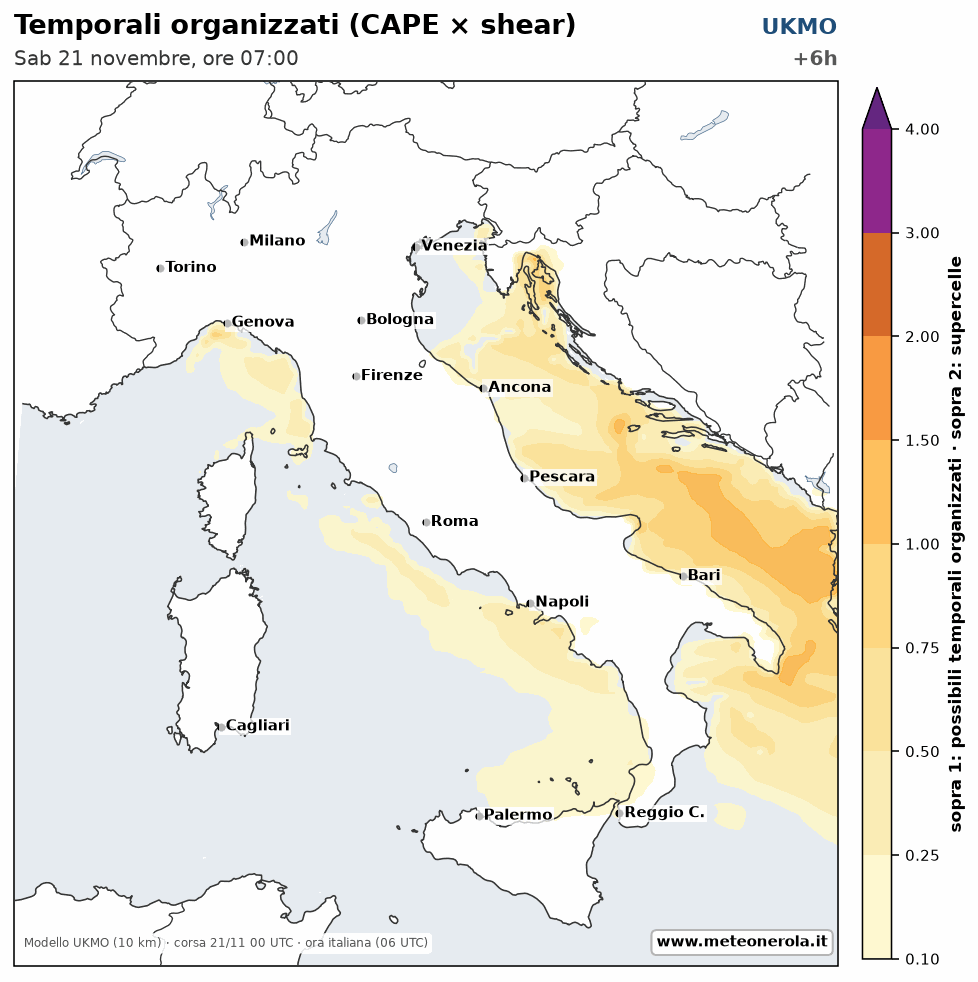 Temporali organizzati (CAPE × shear)
UKMO
Sab 21 novembre, ore 07:00
+6h
Milano
Venezia
Torino
Genova
Bologna
Firenze
Ancona
Pescara
Roma
Bari
Napoli
Cagliari
Palermo
Reggio C.
4.00
3.00
2.00
1.50
1.00
0.75
0.50
0.25
0.10
sopra 1: possibili temporali organizzati · sopra 2: supercelle
Modello UKMO (10 km) · corsa 21/11 00 UTC · ora italiana (06 UTC)
www.meteonerola.it